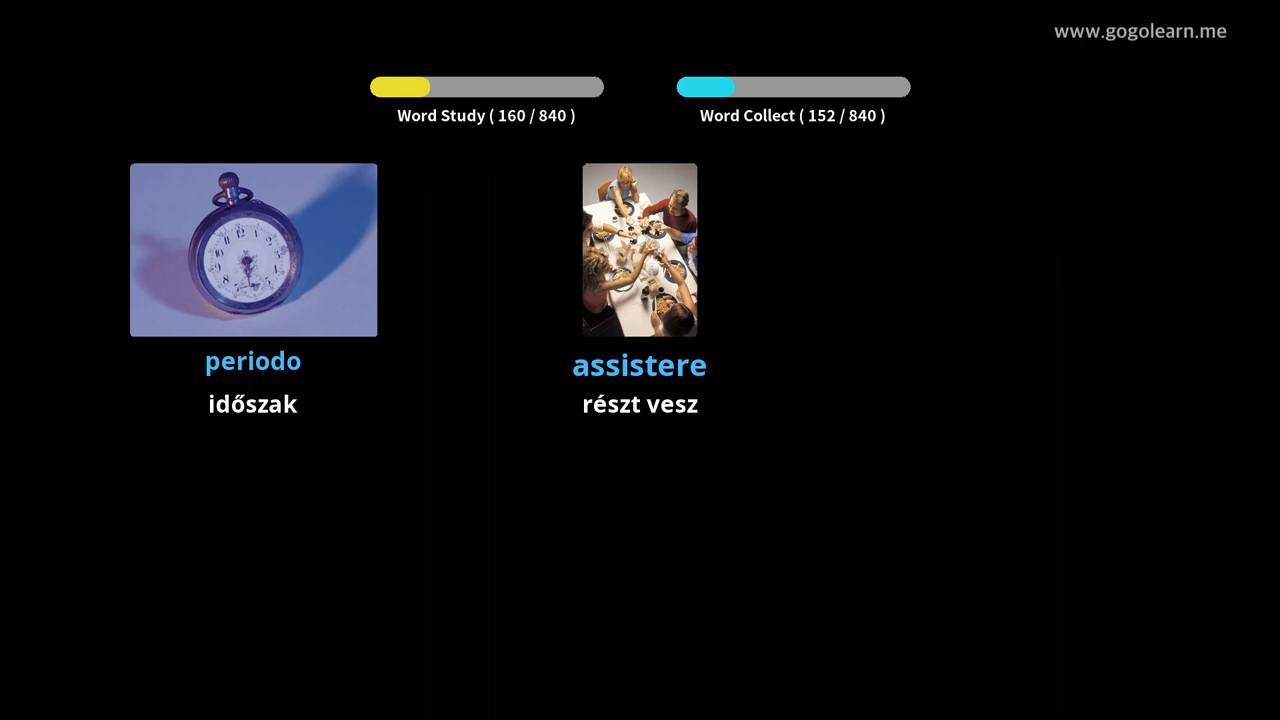 www.gogolearn.me
Word Study ( 160 / 840 )
Word Collect ( 152 / 840 )
periodo
időszak
assistere
részt vesz